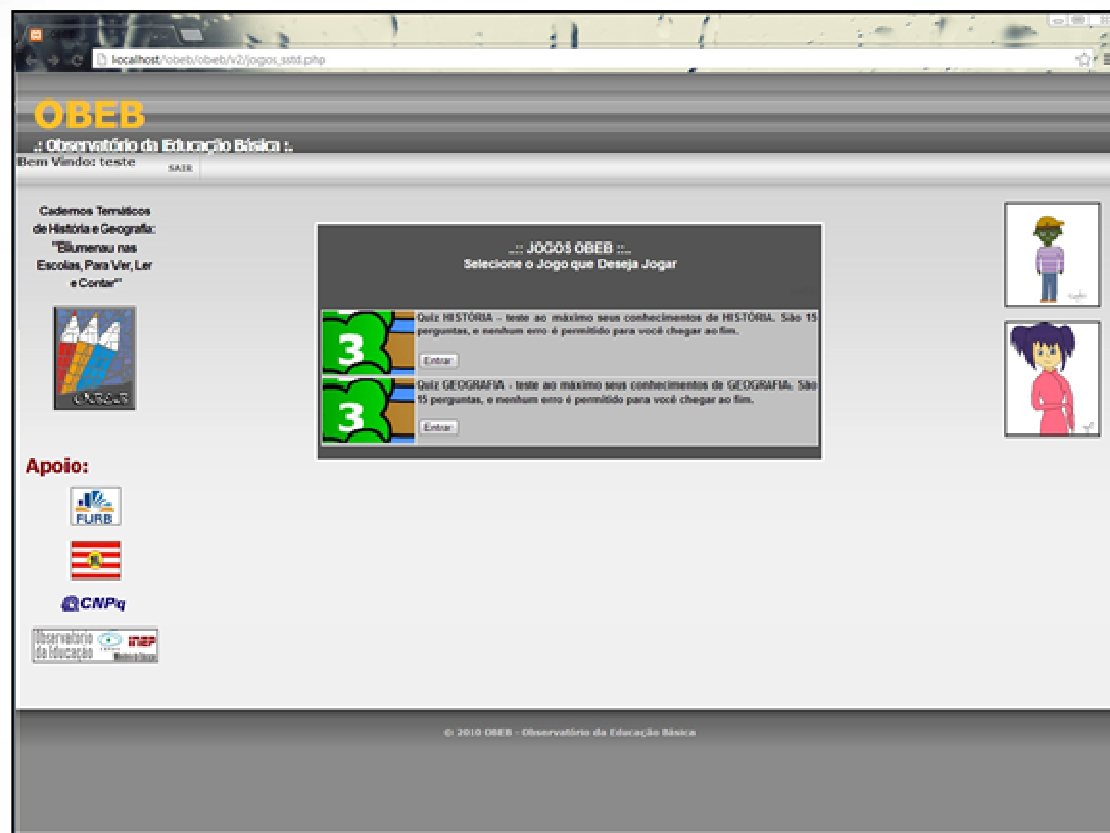 localhost/obeb/obeb/v2/jogos_sstd.php
OBEB
.: Observatório da Educação Básica :.
Bem Vindo: teste
SAIR
Cadernos Temáticos
de História e Geografia:
"Blumenau nas
Escolas, Para Ver, Ler
e Contar"
OBEB
Apoio:
FURB
CNPq
Observatório
da Educação
INEP
..:: JOGOS OBEB ::..
Selecione o Jogo que Deseja Jogar
3
Quiz HISTÓRIA - teste ao máximo seus conhecimentos de HISTÓRIA. São 15
perguntas, e nenhum erro é permitido para você chegar ao fim.
Entrar
3
Quiz GEOGRAFIA - teste ao máximo seus conhecimentos de GEOGRAFIA. São
15 perguntas, e nenhum erro é permitido para você chegar ao fim.
Entrar
© 2010 OBEB - Observatório da Educação Básica